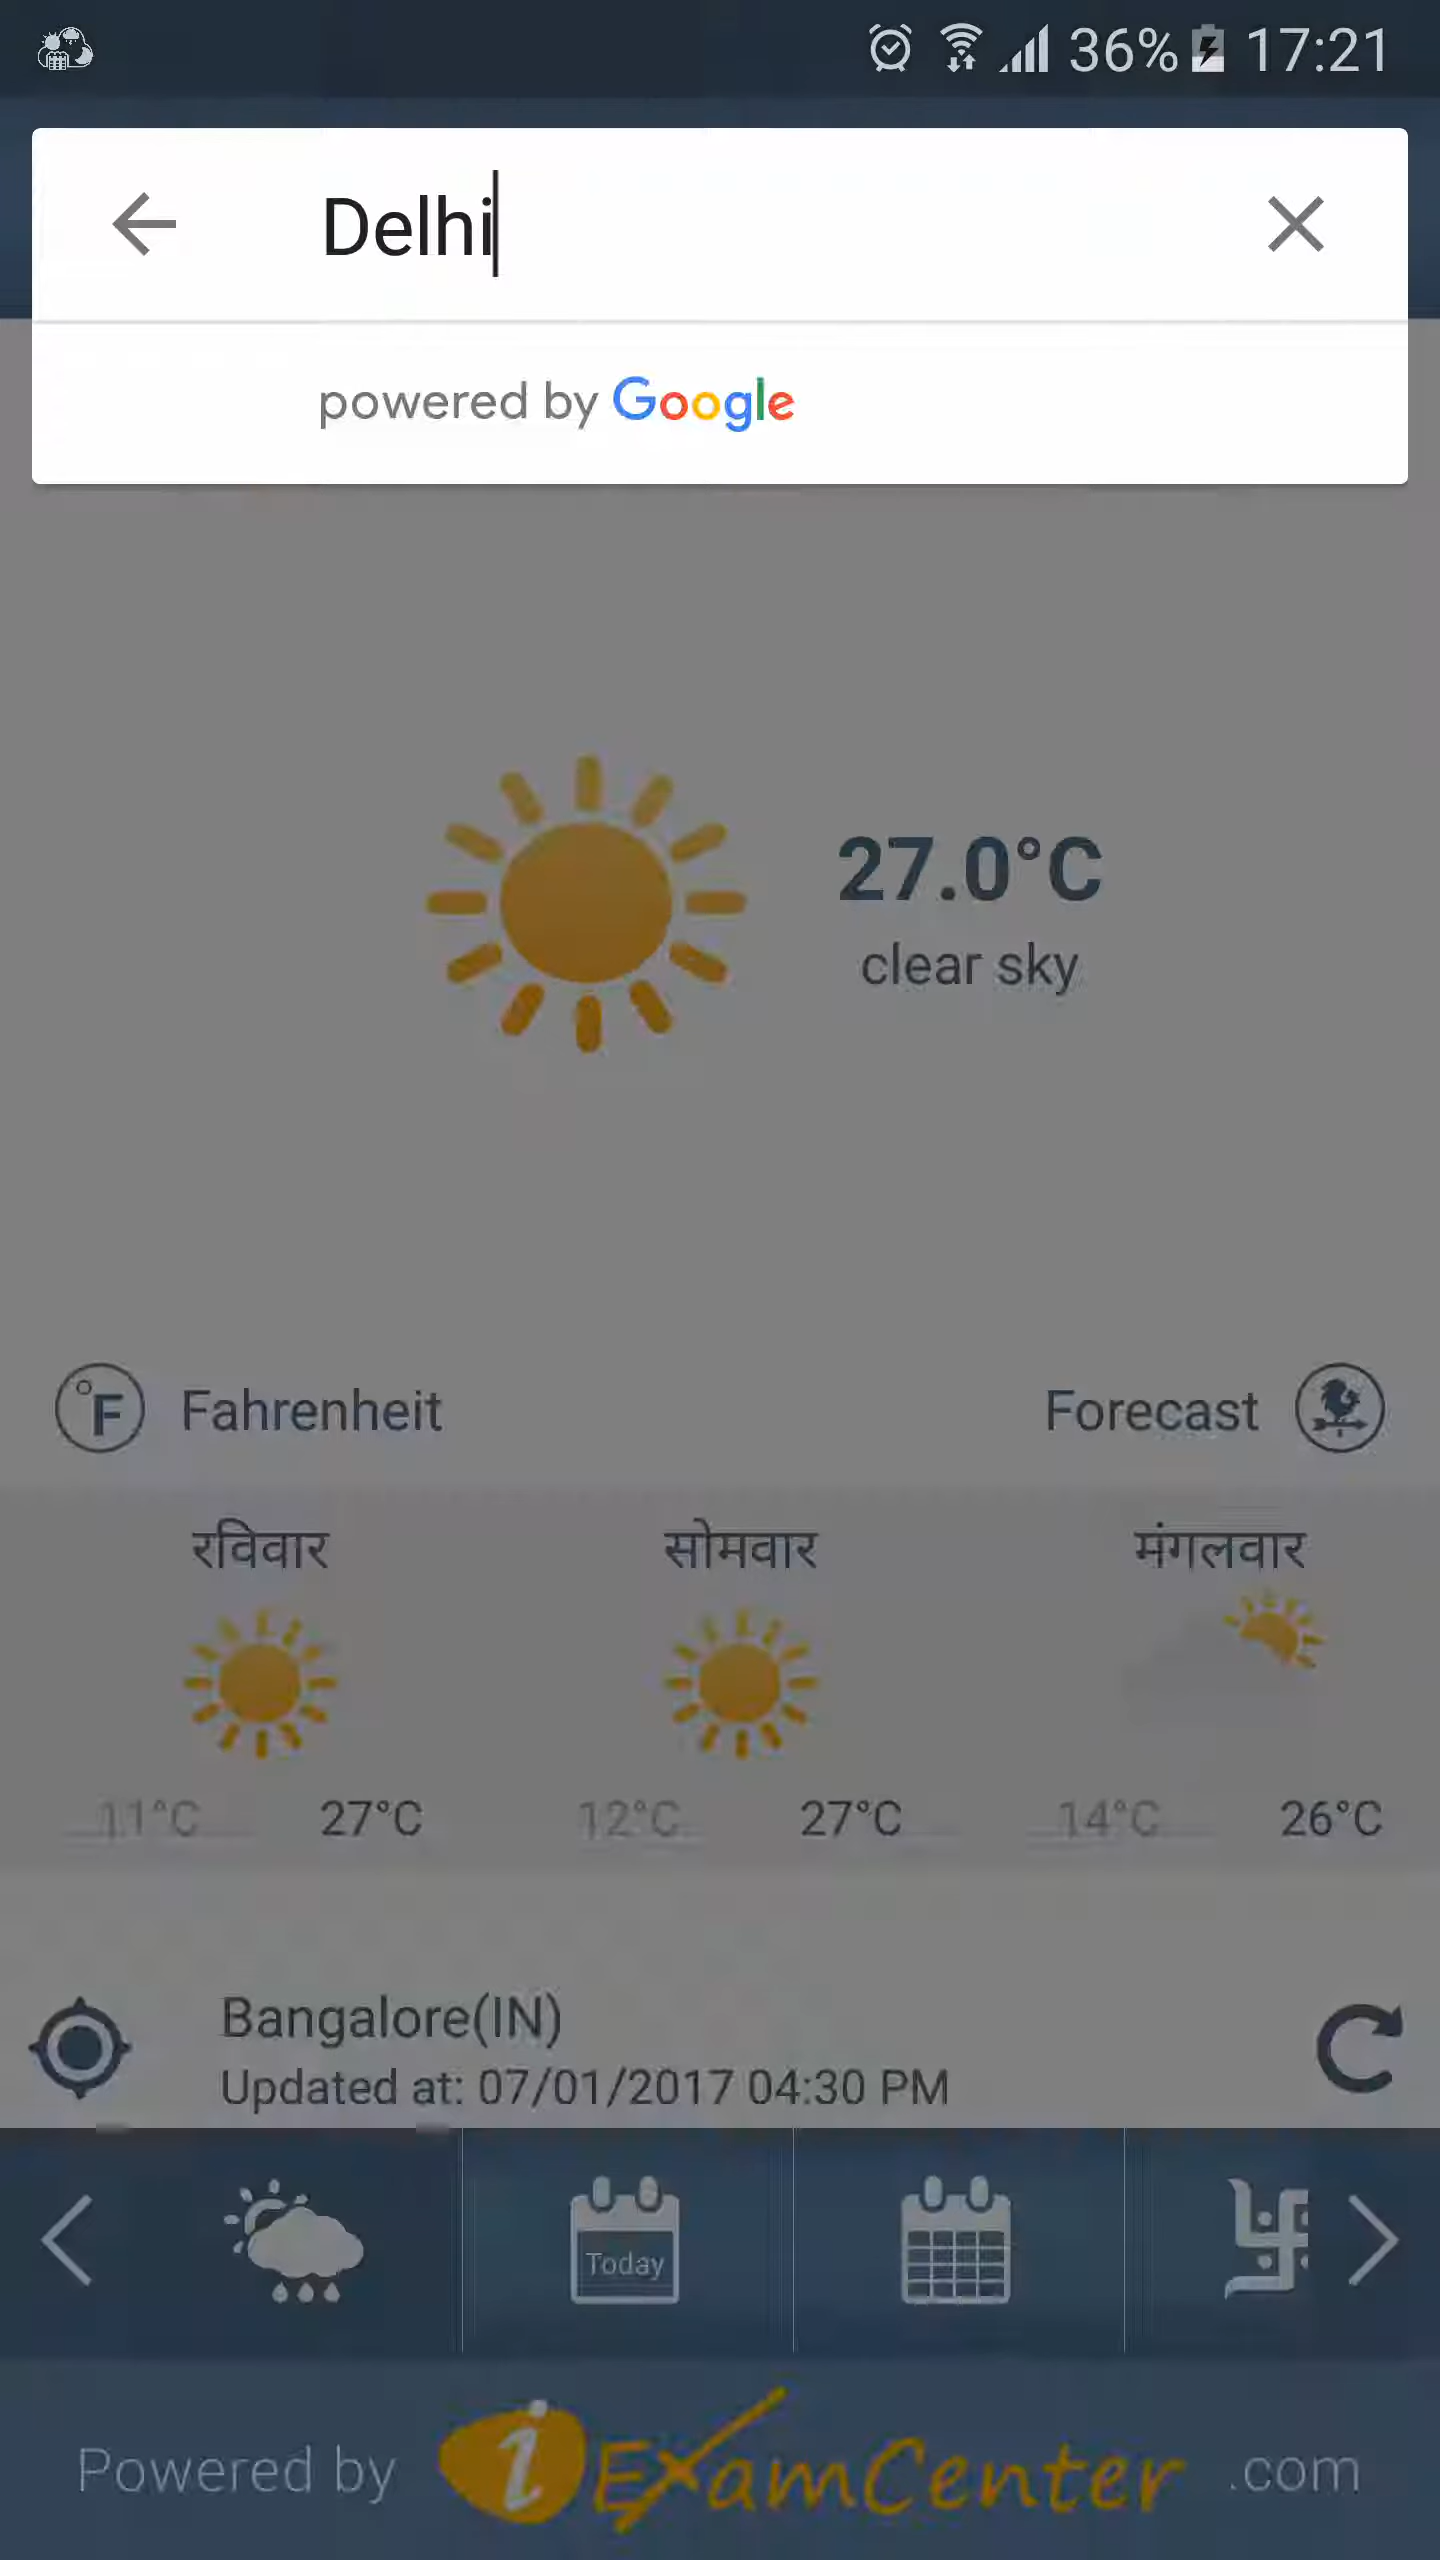 36% 17:21
Delhi
powered by Google
27.0°C
clear sky
°F Fahrenheit Forecast
रविवार सोमवार मंगलवार
11°C 27°C 12°C 27°C 14°C 26°C
Bangalore(IN)
Updated at: 07/01/2017 04:30 PM
Today
Powered by iExamCenter .com